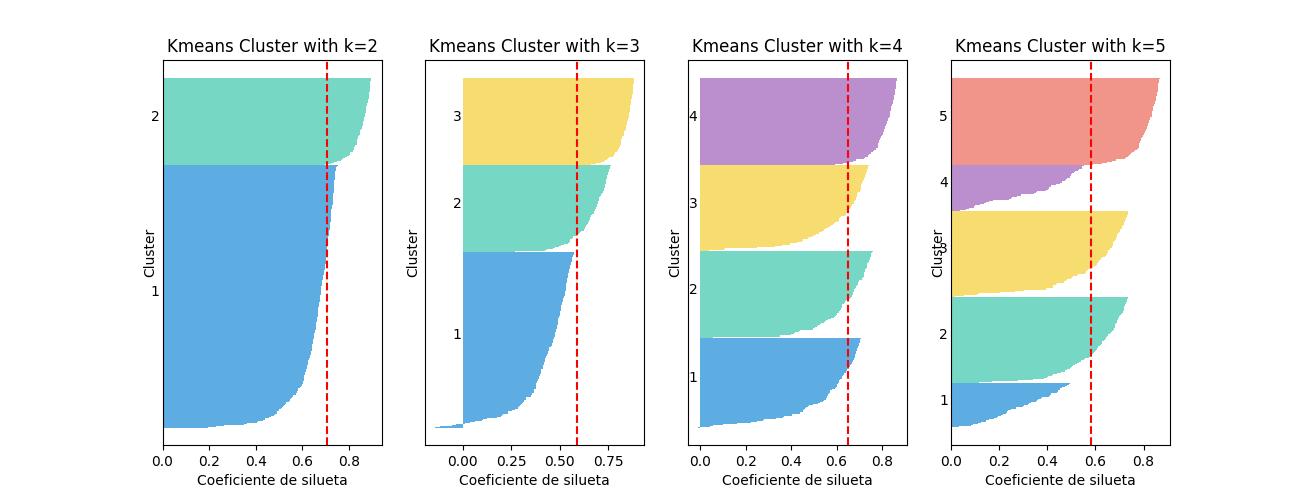 Kmeans Cluster with k=2
Cluster
2
1
0.0 0.2 0.4 0.6 0.8
Coeficiente de silueta
Kmeans Cluster with k=3
Cluster
3
2
1
0.00 0.25 0.50 0.75
Coeficiente de silueta
Kmeans Cluster with k=4
Cluster
4
3
2
1
0.0 0.2 0.4 0.6 0.8
Coeficiente de silueta
Kmeans Cluster with k=5
Cluster
5
4
3
2
1
0.0 0.2 0.4 0.6 0.8
Coeficiente de silueta